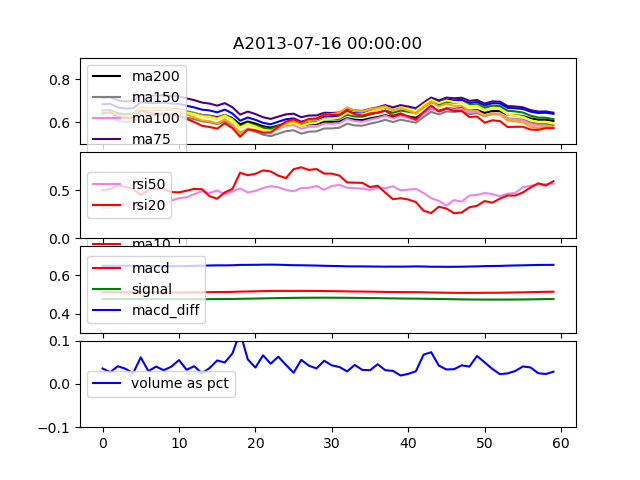 A2013-07-16 00:00:00
0.8
0.6
ma200
ma150
ma100
ma75
0.5
0.0
rsi50
rsi20
ma10
0.6
0.4
macd
signal
macd_diff
0.1
0.0
−0.1
volume as pct
0 10 20 30 40 50 60